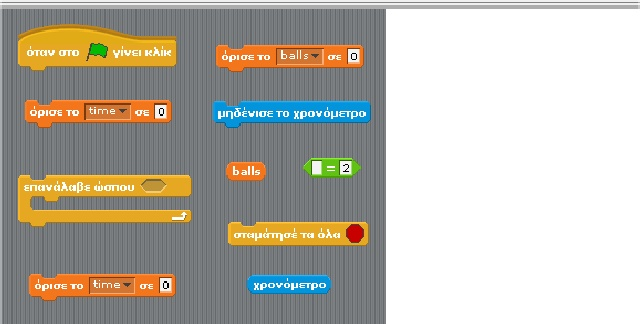 όταν στο γίνει κλικ
όρισε το balls σε 0
όρισε το time σε 0
μηδένισε το χρονόμετρο
balls
= 2
επανάλαβε ώσπου
σταμάτησέ τα όλα
όρισε το time σε 0
χρονόμετρο